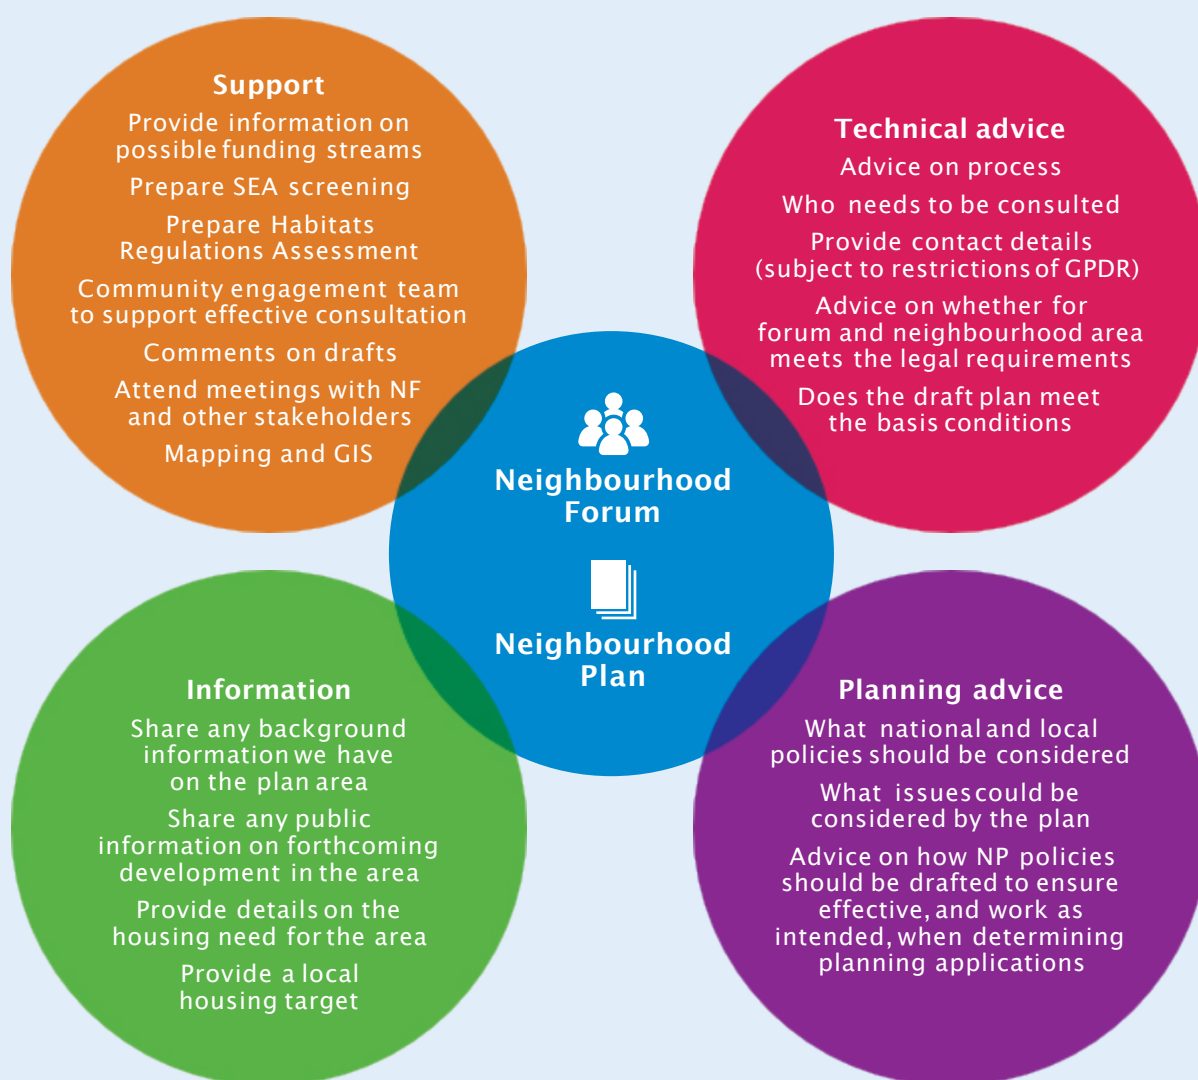 Support
Provide information on
possible funding streams
Prepare SEA screening
Prepare Habitats
Regulations Assessment
Community engagement team
to support effective consultation
Comments on drafts
Attend meetings with NF
and other stakeholders
Mapping and GIS
Technical advice
Advice on process
Who needs to be consulted
Provide contact details
(subject to restrictions of GPDR)
Advice on whether for
forum and neighbourhood area
meets the legal requirements
Does the draft plan meet
the basis conditions
Neighbourhood
Forum
Neighbourhood
Plan
Information
Share any background
information we have
on the plan area
Share any public
information on forthcoming
development in the area
Provide details on the
housing need for the area
Provide a local
housing target
Planning advice
What national and local
policies should be considered
What issues could be
considered by the plan
Advice on how NP policies
should be drafted to ensure
effective, and work as
intended, when determining
planning applications